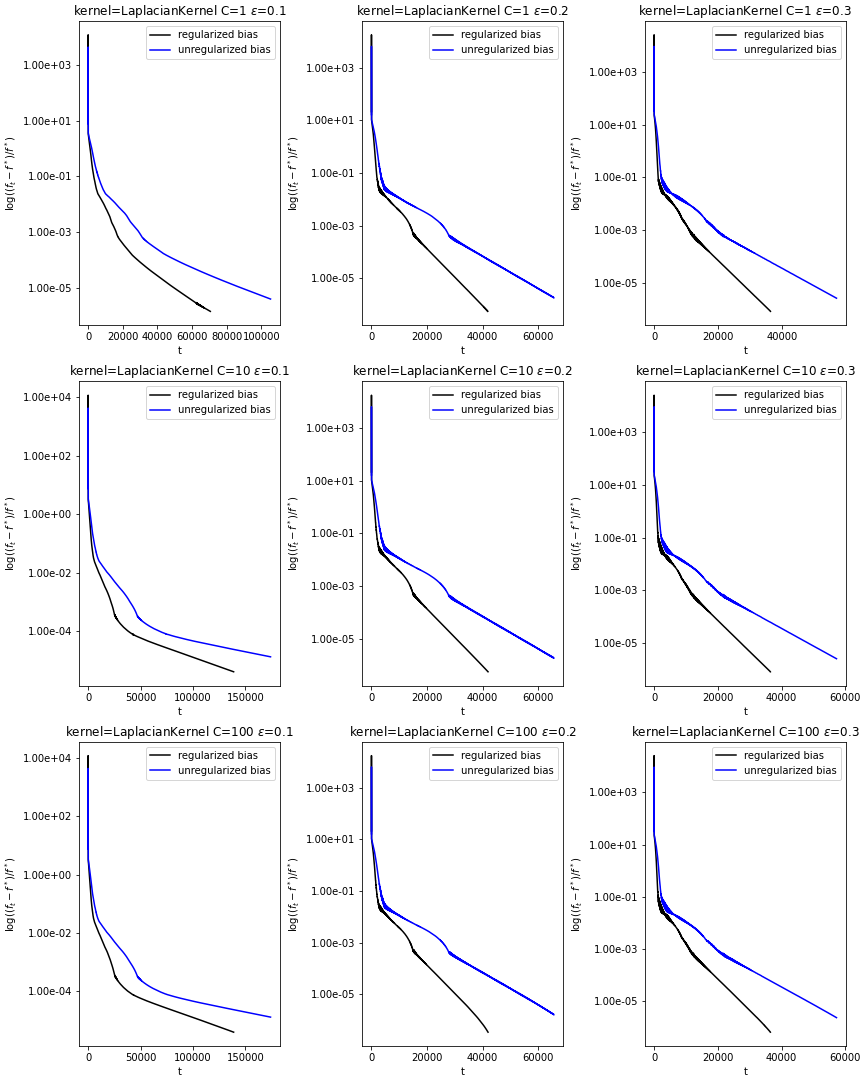 kernel=LaplacianKernel C=1 ε=0.1
regularized bias
unregularized bias
1.00e+03
1.00e+01
1.00e-01
1.00e-03
1.00e-05
log((f_t − f*)/f*)
0 20000 40000 60000 80000 100000
t
kernel=LaplacianKernel C=1 ε=0.2
regularized bias
unregularized bias
1.00e+03
1.00e+01
1.00e-01
1.00e-03
1.00e-05
log((f_t − f*)/f*)
0 20000 40000 60000
t
kernel=LaplacianKernel C=1 ε=0.3
regularized bias
unregularized bias
1.00e+03
1.00e+01
1.00e-01
1.00e-03
1.00e-05
log((f_t − f*)/f*)
0 20000 40000
t
kernel=LaplacianKernel C=10 ε=0.1
regularized bias
unregularized bias
1.00e+04
1.00e+02
1.00e+00
1.00e-02
1.00e-04
log((f_t − f*)/f*)
0 50000 100000 150000
t
kernel=LaplacianKernel C=10 ε=0.2
regularized bias
unregularized bias
1.00e+03
1.00e+01
1.00e-01
1.00e-03
1.00e-05
log((f_t − f*)/f*)
0 20000 40000 60000
t
kernel=LaplacianKernel C=10 ε=0.3
regularized bias
unregularized bias
1.00e+03
1.00e+01
1.00e-01
1.00e-03
1.00e-05
log((f_t − f*)/f*)
0 20000 40000 60000
t
kernel=LaplacianKernel C=100 ε=0.1
regularized bias
unregularized bias
1.00e+04
1.00e+02
1.00e+00
1.00e-02
1.00e-04
log((f_t − f*)/f*)
0 50000 100000 150000
t
kernel=LaplacianKernel C=100 ε=0.2
regularized bias
unregularized bias
1.00e+03
1.00e+01
1.00e-01
1.00e-03
1.00e-05
log((f_t − f*)/f*)
0 20000 40000 60000
t
kernel=LaplacianKernel C=100 ε=0.3
regularized bias
unregularized bias
1.00e+03
1.00e+01
1.00e-01
1.00e-03
1.00e-05
log((f_t − f*)/f*)
0 20000 40000 60000
t